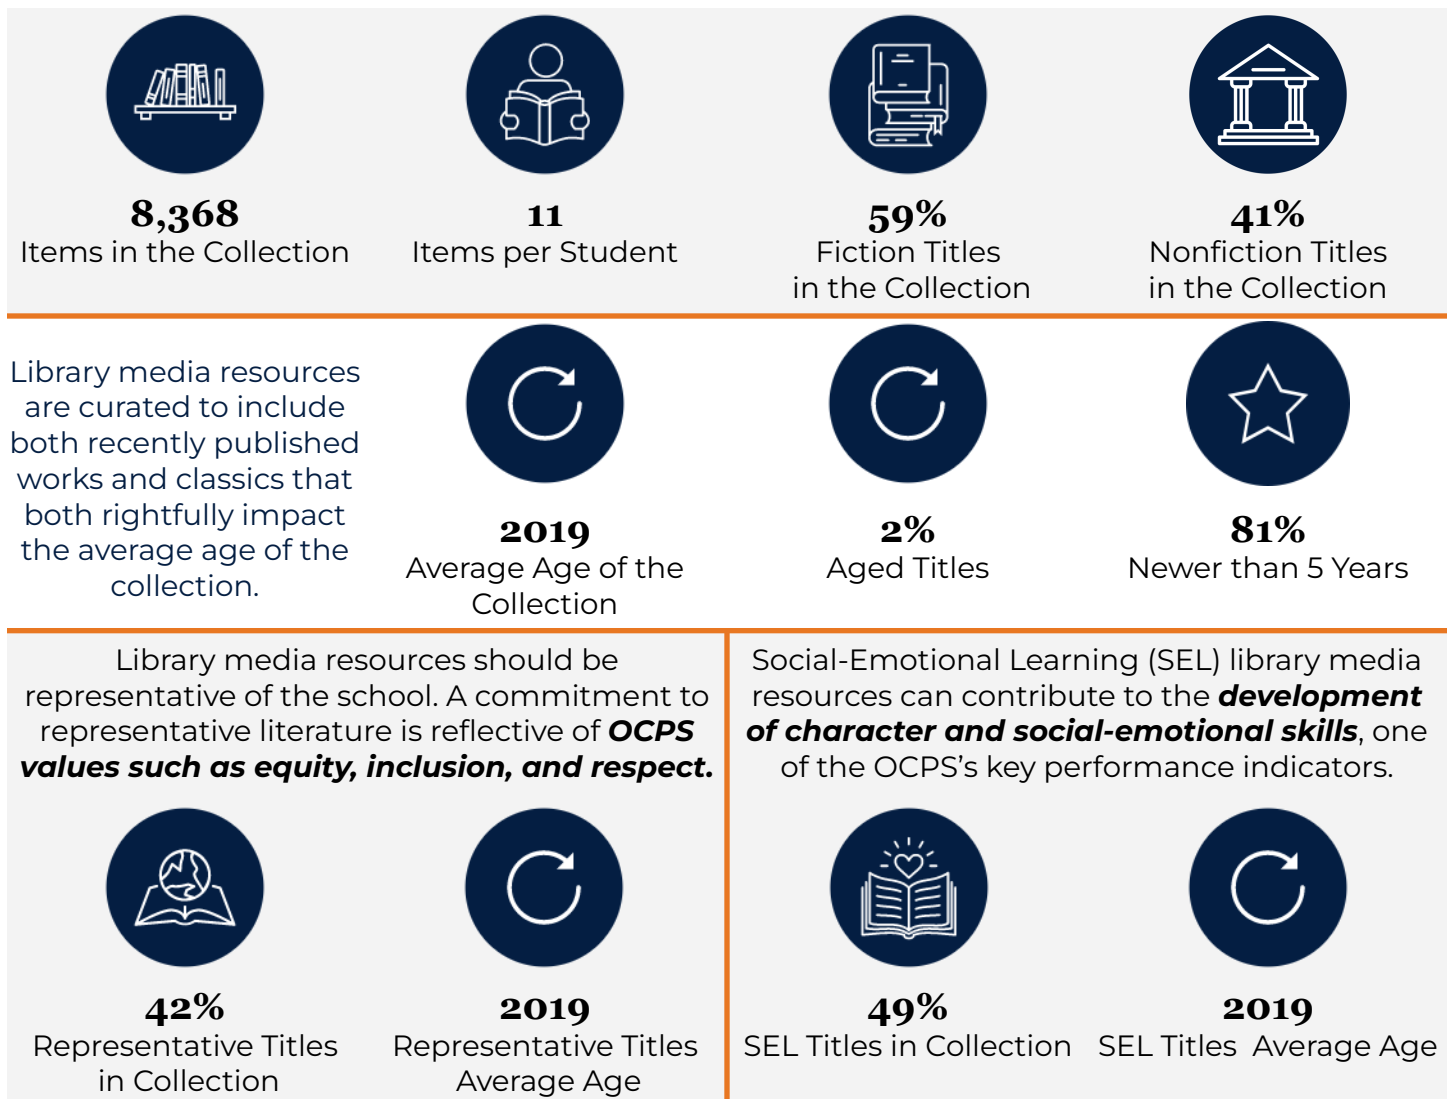 8,368
Items in the Collection
11
Items per Student
59%
Fiction Titles
in the Collection
41%
Nonfiction Titles
in the Collection
Library media resources
are curated to include
both recently published
works and classics that
both rightfully impact
the average age of the
collection.
2019
Average Age of the
Collection
2%
Aged Titles
81%
Newer than 5 Years
Library media resources should be
representative of the school. A commitment to
representative literature is reflective of OCPS
values such as equity, inclusion, and respect.
42%
Representative Titles
in Collection
2019
Representative Titles
Average Age
Social-Emotional Learning (SEL) library media
resources can contribute to the development
of character and social-emotional skills, one
of the OCPS’s key performance indicators.
49%
SEL Titles in Collection
2019
SEL Titles  Average Age